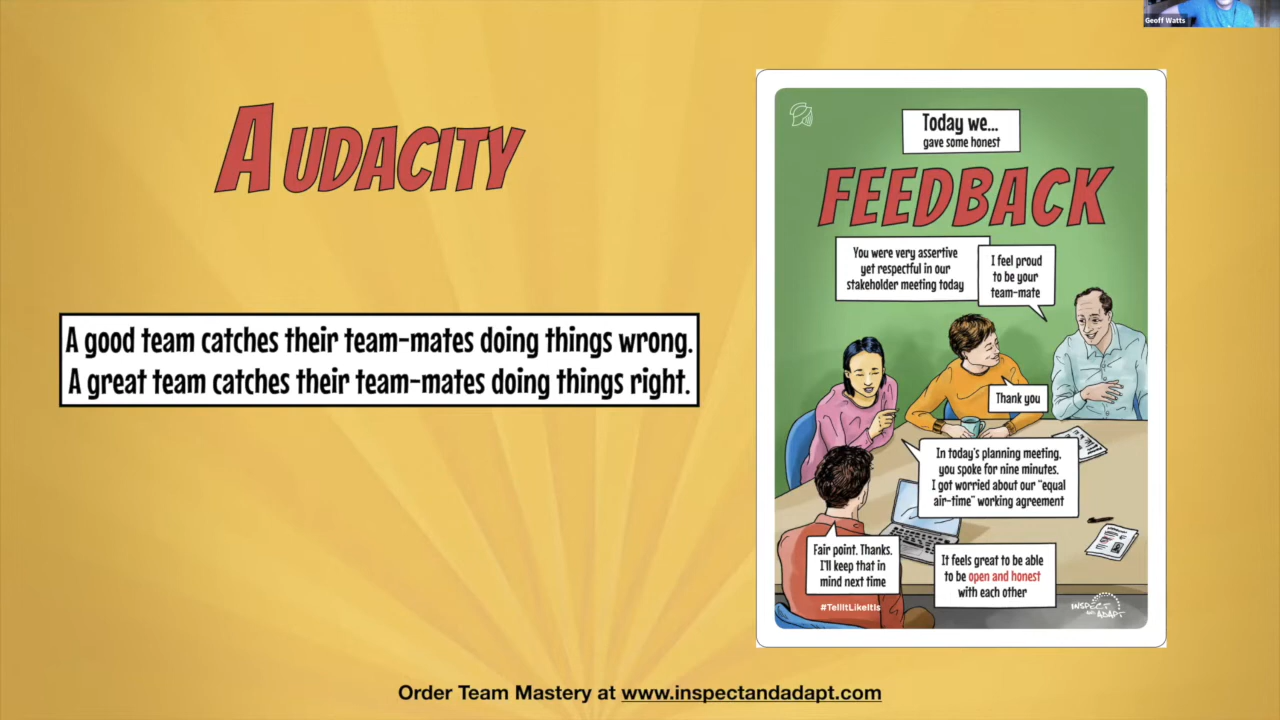 Geoff Watts
AUDACITY
A good team catches their team-mates doing things wrong.
A great team catches their team-mates doing things right.
Today we...
gave some honest
FEEDBACK
You were very assertive
yet respectful in our
stakeholder meeting today
I feel proud
to be your
team-mate
Thank you
In today's planning meeting,
you spoke for nine minutes.
I got worried about our "equal
air-time" working agreement
Fair point. Thanks.
I'll keep that in
mind next time
It feels great to be able
to be open and honest
with each other
#TellItLikeItIs
INSPECT
AND ADAPT
Order Team Mastery at www.inspectandadapt.com